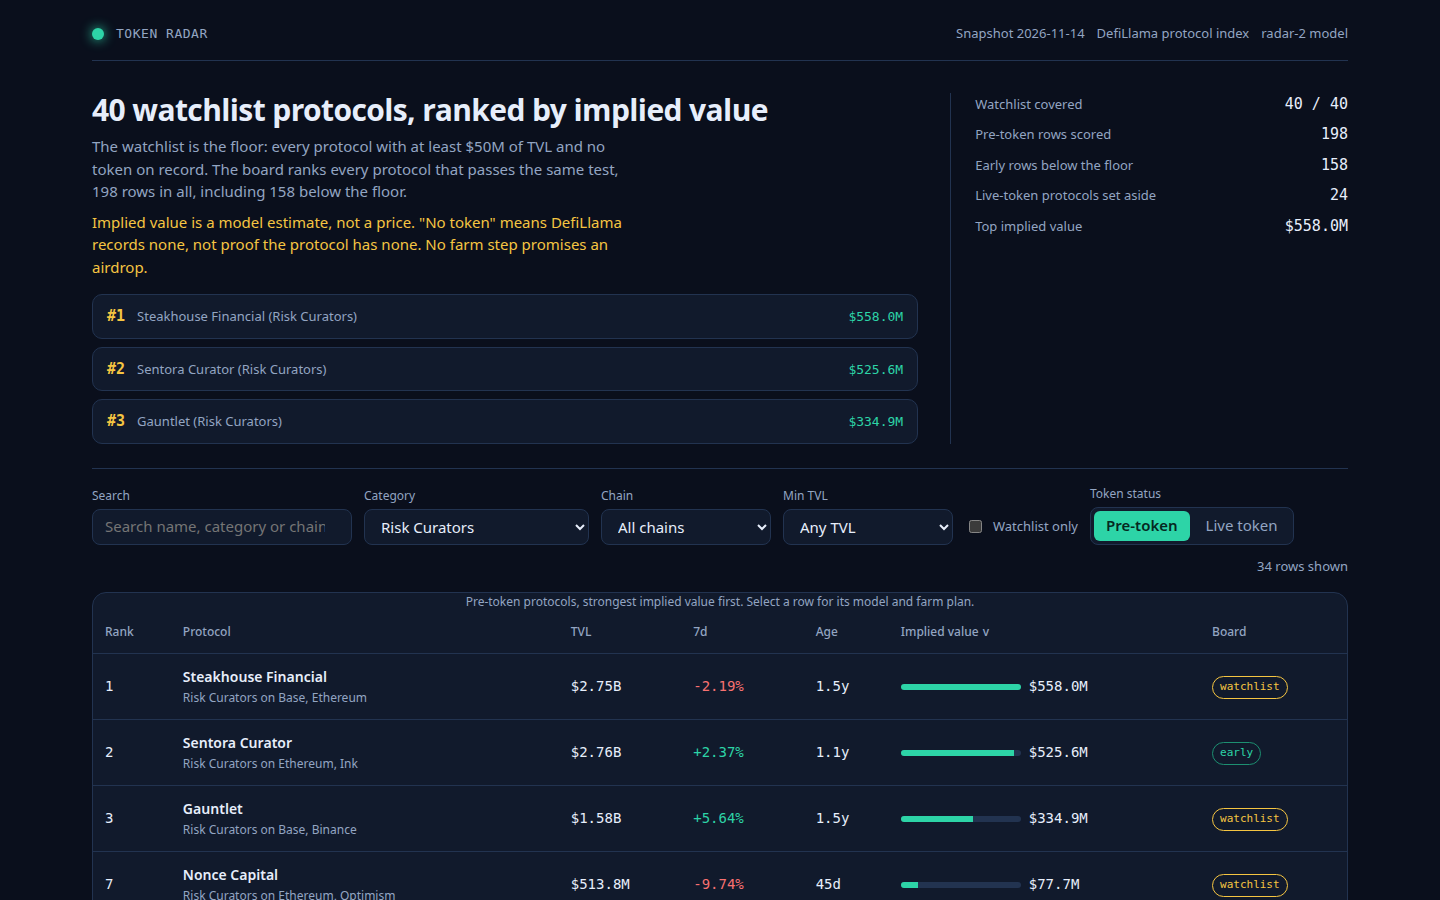 TOKEN RADAR
Snapshot 2026-11-14 DefiLlama protocol index radar-2 model
40 watchlist protocols, ranked by implied value
The watchlist is the floor: every protocol with at least $50M of TVL and no
token on record. The board ranks every protocol that passes the same test,
198 rows in all, including 158 below the floor.
Implied value is a model estimate, not a price. "No token" means DefiLlama
records none, not proof the protocol has none. No farm step promises an
airdrop.
#1 Steakhouse Financial (Risk Curators) $558.0M
#2 Sentora Curator (Risk Curators) $525.6M
#3 Gauntlet (Risk Curators) $334.9M
Watchlist covered 40 / 40
Pre-token rows scored 198
Early rows below the floor 158
Live-token protocols set aside 24
Top implied value $558.0M
Search Category Chain Min TVL Token status
Search name, category or chain Risk Curators All chains Any TVL Watchlist only Pre-token Live token
34 rows shown
Pre-token protocols, strongest implied value first. Select a row for its model and farm plan.
Rank Protocol TVL 7d Age Implied value v Board
1 Steakhouse Financial $2.75B -2.19% 1.5y $558.0M watchlist
Risk Curators on Base, Ethereum
2 Sentora Curator $2.76B +2.37% 1.1y $525.6M early
Risk Curators on Ethereum, Ink
3 Gauntlet $1.58B +5.64% 1.5y $334.9M watchlist
Risk Curators on Base, Binance
7 Nonce Capital $513.8M -9.74% 45d $77.7M watchlist
Risk Curators on Ethereum, Optimism